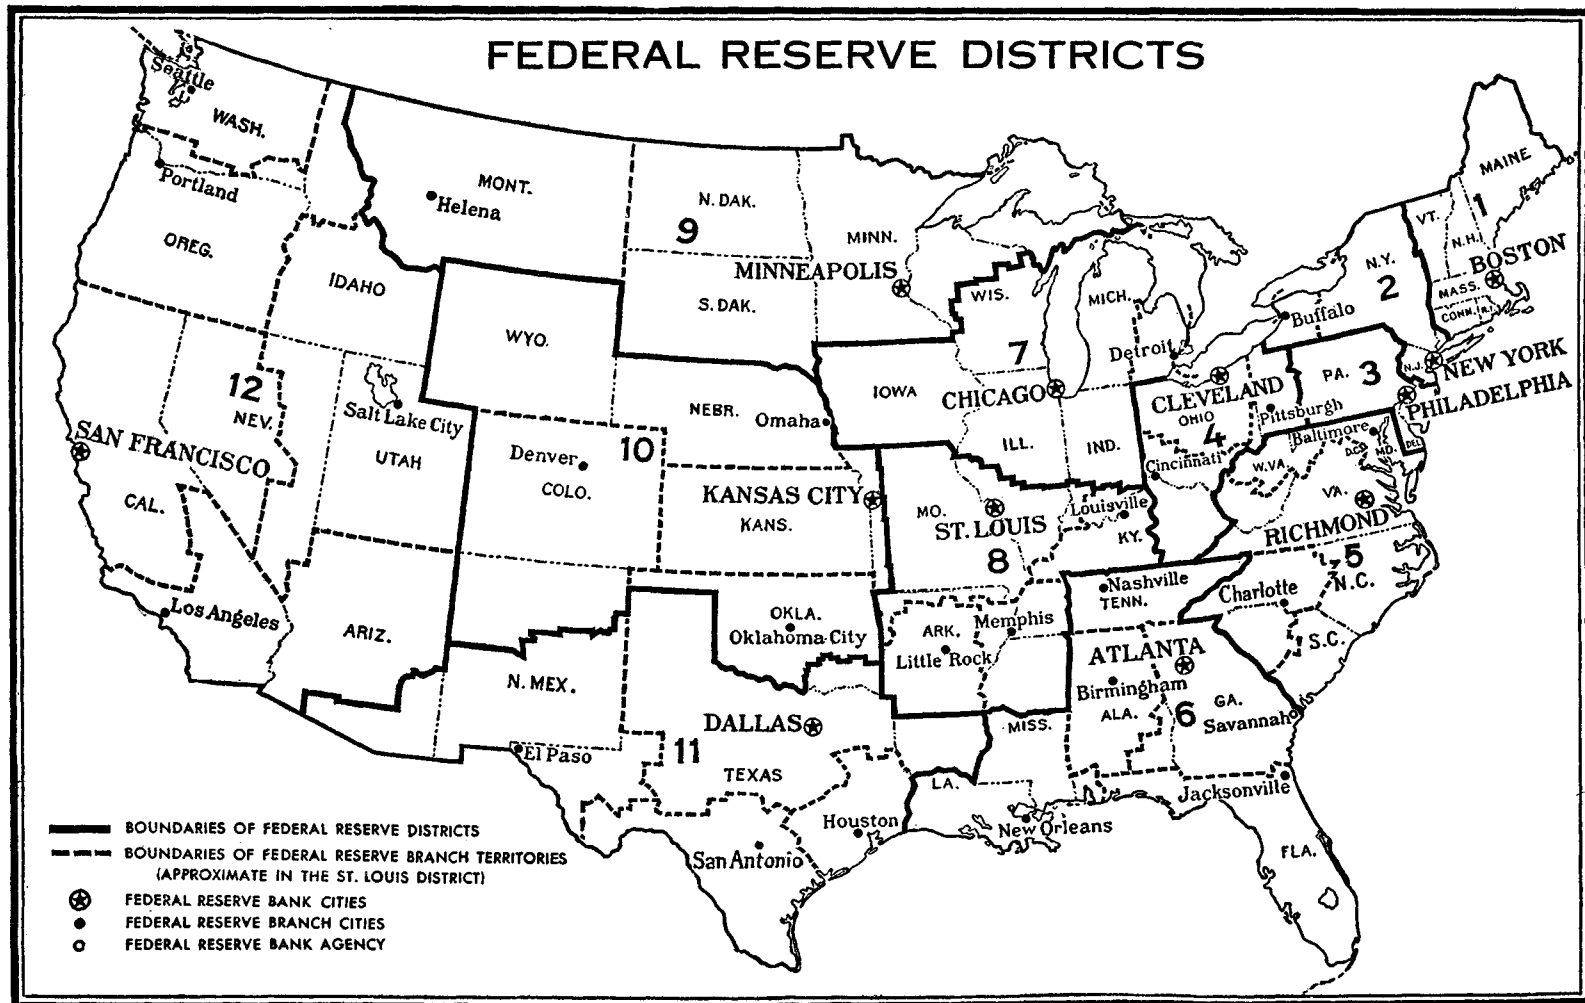 FEDERAL RESERVE DISTRICTS
Seattle
WASH.
Portland
OREG.
IDAHO
MONT.
Helena
N. DAK.
9
MINN.
MINNEAPOLIS
S. DAK.
WYO.
WIS.
MICH.
7
Detroit
MAINE
VT.
1
N.H.
BOSTON
MASS.
CONN.
R.I.
N.Y.
2
Buffalo
N.J.
NEW YORK
PA.
3
PHILADELPHIA
12
NEV.
SAN FRANCISCO
Salt Lake City
UTAH
CAL.
Los Angeles
ARIZ.
NEBR.
Omaha
IOWA
CHICAGO
ILL.
IND.
CLEVELAND
OHIO
4
Pittsburgh
Cincinnati
Baltimore
D.C.
MD.
DEL.
W.VA.
VA.
RICHMOND
10
Denver
COLO.
KANSAS CITY
KANS.
MO.
ST. LOUIS
8
Louisville
KY.
5
N.C.
Charlotte
S.C.
Nashville
TENN.
OKLA.
Oklahoma City
ARK.
Memphis
Little Rock
ATLANTA
Birmingham
ALA.
6
GA.
Savannah
N. MEX.
DALLAS
11
El Paso
TEXAS
MISS.
LA.
Jacksonville
Houston
New Orleans
San Antonio
FLA.
BOUNDARIES OF FEDERAL RESERVE DISTRICTS
BOUNDARIES OF FEDERAL RESERVE BRANCH TERRITORIES
(APPROXIMATE IN THE ST. LOUIS DISTRICT)
FEDERAL RESERVE BANK CITIES
FEDERAL RESERVE BRANCH CITIES
FEDERAL RESERVE BANK AGENCY